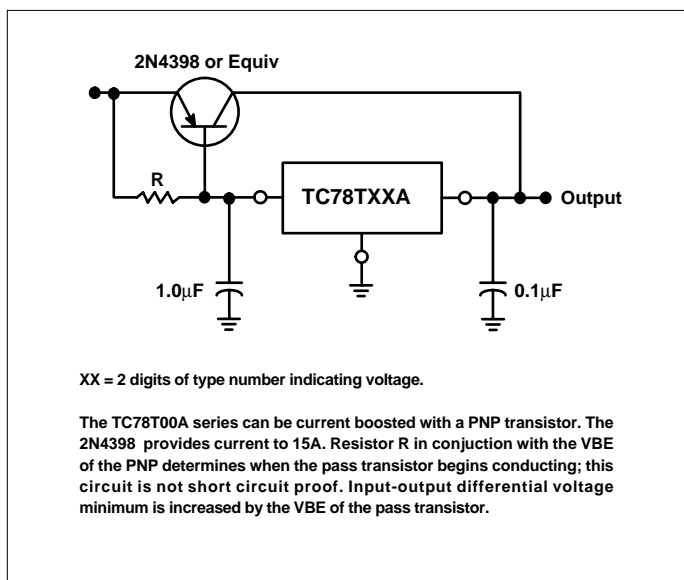 2N4398 or Equiv
R
TC78TXXA
Output
1.0µF
0.1µF
XX = 2 digits of type number indicating voltage.
The TC78T00A series can be current boosted with a PNP transistor. The
2N4398 provides current to 15A. Resistor R in conjuction with the VBE
of the PNP determines when the pass transistor begins conducting; this
circuit is not short circuit proof. Input-output differential voltage
minimum is increased by the VBE of the pass transistor.